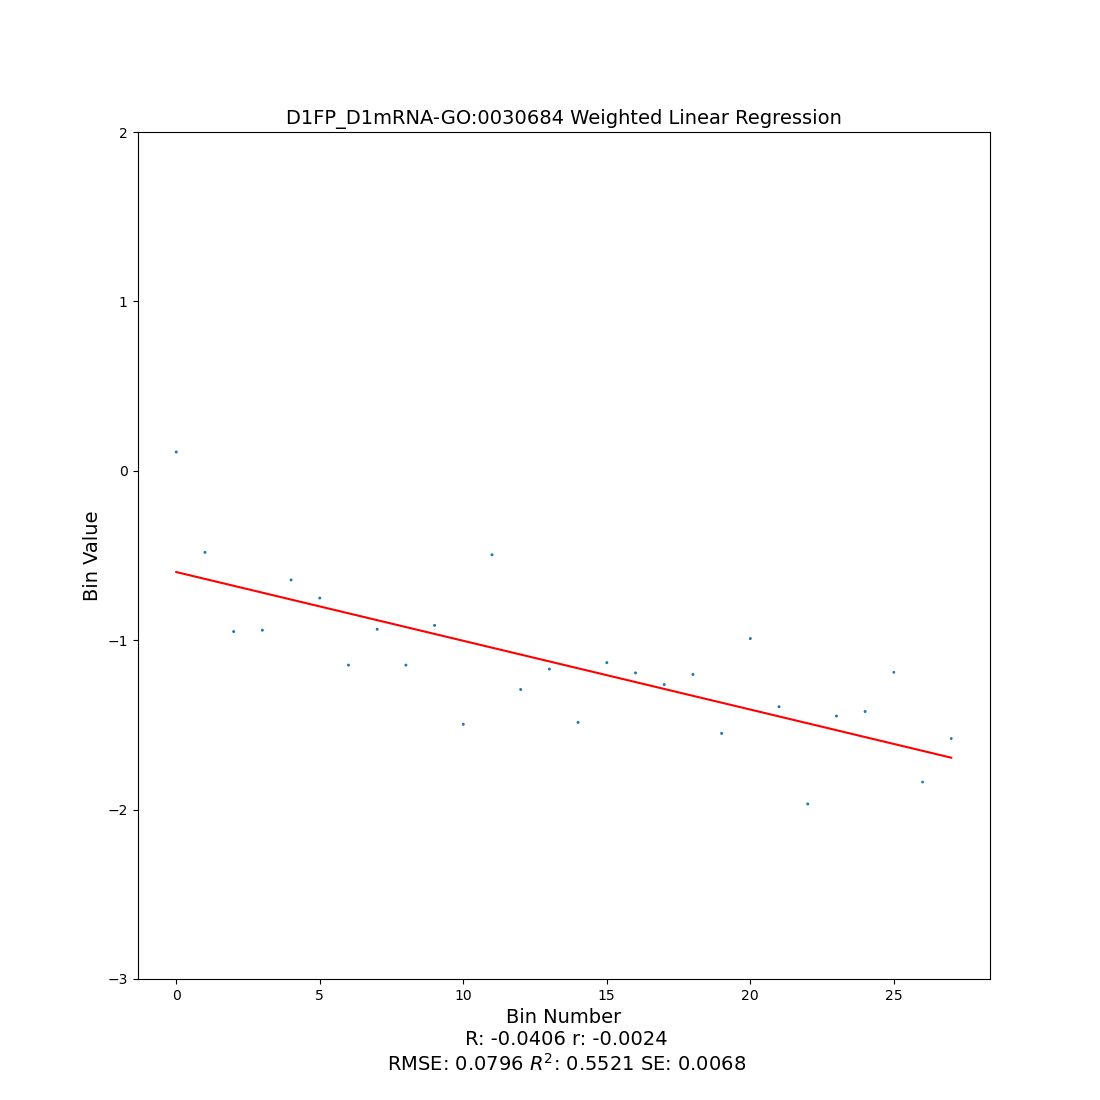 D1FP_D1mRNA-GO:0030684 Weighted Linear Regression
2
1
0
−1
−2
−3
Bin Value
0 5 10 15 20 25
Bin Number
R: -0.0406 r: -0.0024
RMSE: 0.0796 R²: 0.5521 SE: 0.0068